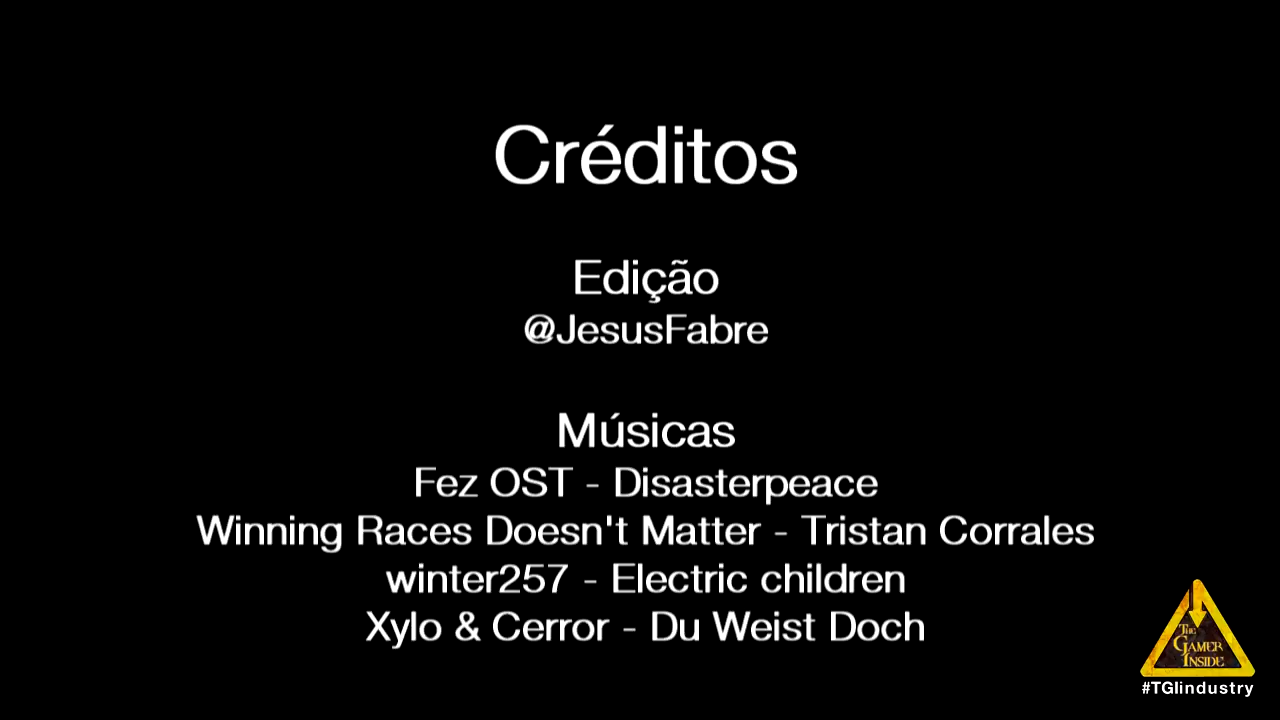 Créditos
Edição
@JesusFabre
Músicas
Fez OST - Disasterpeace
Winning Races Doesn't Matter - Tristan Corrales
winter257 - Electric children
Xylo & Cerror - Du Weist Doch
THE
GAMER
INSIDE
#TGIindustry